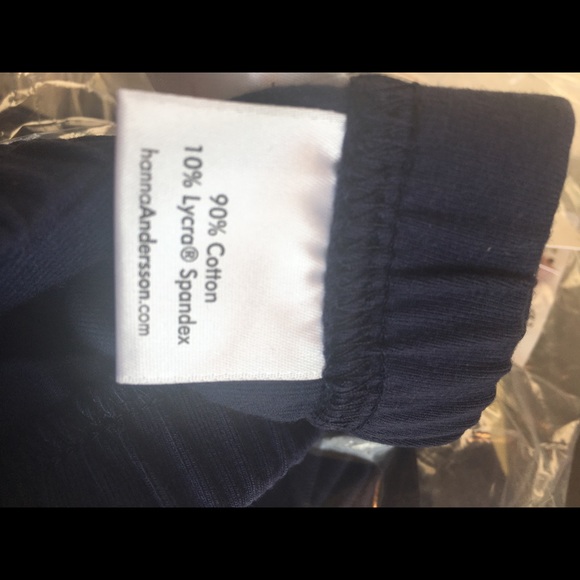 90% Cotton
10% Lycra® Spandex
hannaAndersson.com